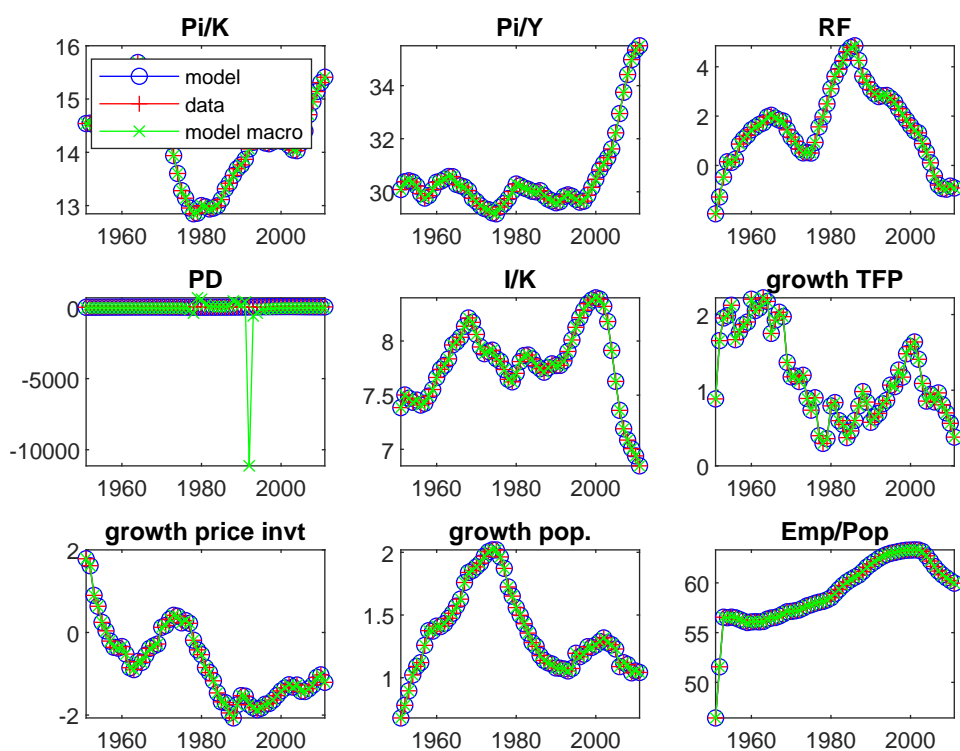 Pi/K
Pi/Y
RF
16
15
14
13
model
data
model macro
1960 1980 2000
34
32
30
1960 1980 2000
4
2
0
1960 1980 2000
PD
I/K
growth TFP
0
-5000
-10000
1960 1980 2000
8
7.5
7
1960 1980 2000
2
1
0
1960 1980 2000
growth price invt
growth pop.
Emp/Pop
2
0
-2
1960 1980 2000
2
1.5
1
1960 1980 2000
60
55
50
1960 1980 2000